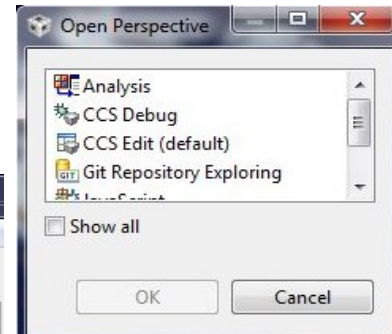 Open Perspective
Analysis
CCS Debug
CCS Edit (default)
Git Repository Exploring
Show all
OK
Cancel